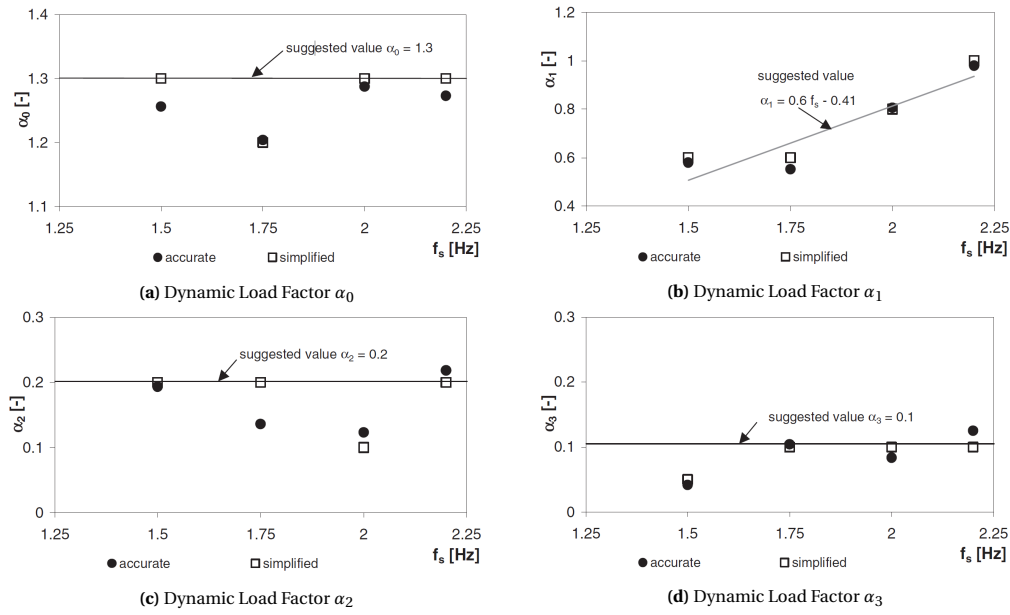 1.4
1.3
1.2
1.1
α0 [-]
suggested value α0 = 1.3
1.25
1.5
1.75
2
2.25
fs [Hz]
accurate
simplified
(a) Dynamic Load Factor α0
1.2
1
0.8
0.6
0.4
α1 [-]
suggested value
α1 = 0.6 fs - 0.41
1.25
1.5
1.75
2
2.25
fs [Hz]
accurate
simplified
(b) Dynamic Load Factor α1
0.3
0.2
0.1
0
α2 [-]
suggested value α2 = 0.2
1.25
1.5
1.75
2
2.25
fs [Hz]
accurate
simplified
(c) Dynamic Load Factor α2
0.3
0.2
0.1
0
α3 [-]
suggested value α3 = 0.1
1.25
1.5
1.75
2
2.25
fs [Hz]
accurate
simplified
(d) Dynamic Load Factor α3